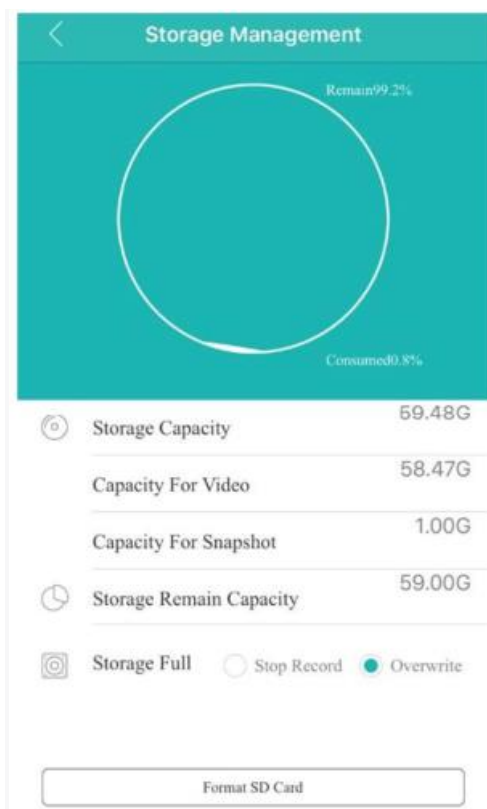 Storage Management
Remain99.2%
Consumed0.8%
Storage Capacity 59.48G
Capacity For Video 58.47G
Capacity For Snapshot 1.00G
Storage Remain Capacity 59.00G
Storage Full Stop Record Overwrite
Format SD Card